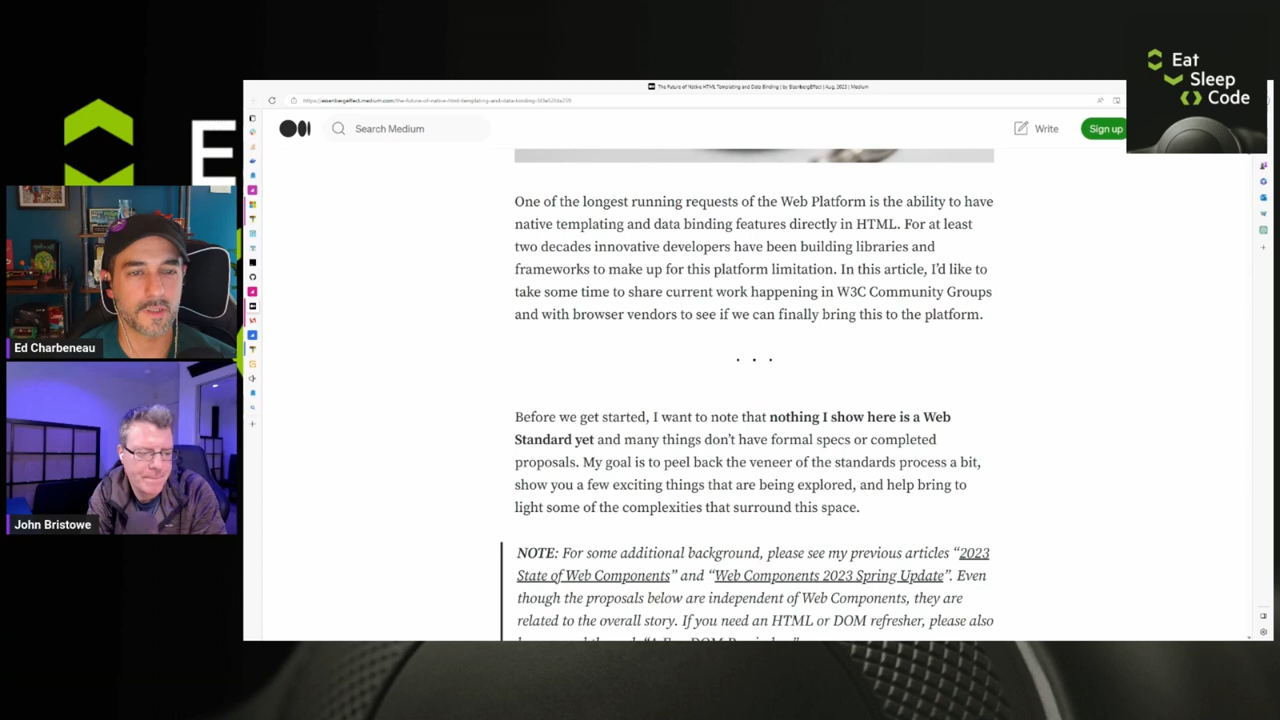 The Future of Native HTML Templating and Data Binding | by EisenbergEffect | Aug, 2023 | Medium
Search Medium
Write
Sign up
Eat
Sleep
Code
E
One of the longest running requests of the Web Platform is the ability to have
native templating and data binding features directly in HTML. For at least
two decades innovative developers have been building libraries and
frameworks to make up for this platform limitation. In this article, I'd like to
take some time to share current work happening in W3C Community Groups
and with browser vendors to see if we can finally bring this to the platform.
. . .
Before we get started, I want to note that nothing I show here is a Web
Standard yet and many things don't have formal specs or completed
proposals. My goal is to peel back the veneer of the standards process a bit,
show you a few exciting things that are being explored, and help bring to
light some of the complexities that surround this space.
NOTE: For some additional background, please see my previous articles “2023
State of Web Components” and “Web Components 2023 Spring Update”. Even
though the proposals below are independent of Web Components, they are
related to the overall story. If you need an HTML or DOM refresher, please also
Ed Charbeneau
John Bristowe